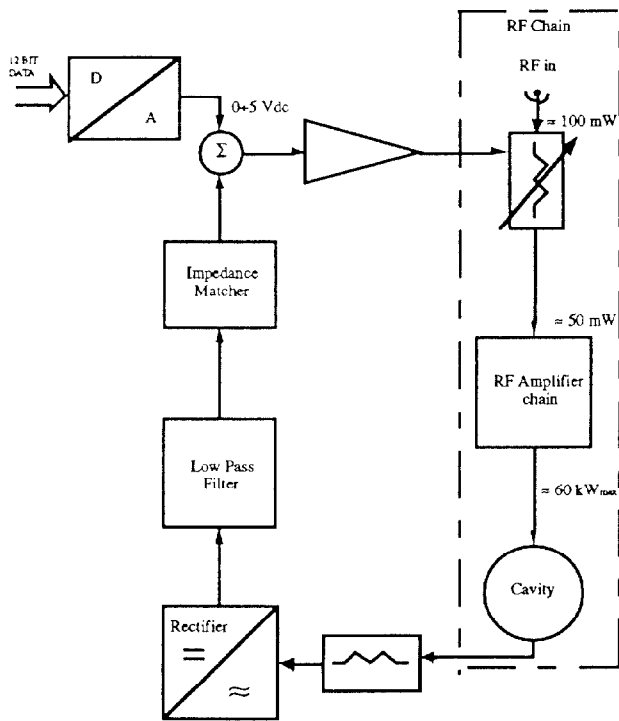 RF Chain
12 BIT
DATA
D
A
0÷5 Vdc
RF in
≈ 100 mW
Σ
Impedance
Matcher
≈ 50 mW
RF Amplifier
chain
Low Pass
Filter
≈ 60 kWmax
Cavity
Rectifier
=
≈